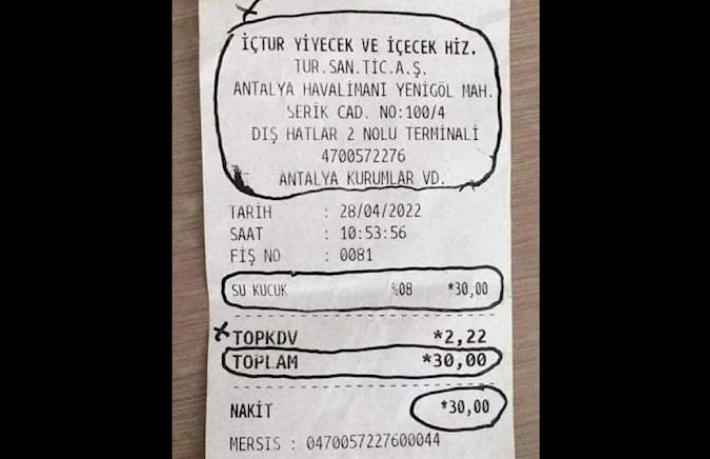 İÇTUR YİYECEK VE İÇECEK HİZ.
TUR.SAN.TİC.A.Ş.
ANTALYA HAVALİMANI YENİGÖL MAH.
SERİK CAD. NO:100/4
DIŞ HATLAR 2 NOLU TERMİNALİ
4700572276
ANTALYA KURUMLAR VD.
TARİH : 28/04/2022
SAAT : 10:53:56
FİŞ NO : 0081
SU KUCUK %08 *30,00
TOPKDV *2,22
TOPLAM *30,00
NAKİT *30,00
MERSIS : 0470057227600044